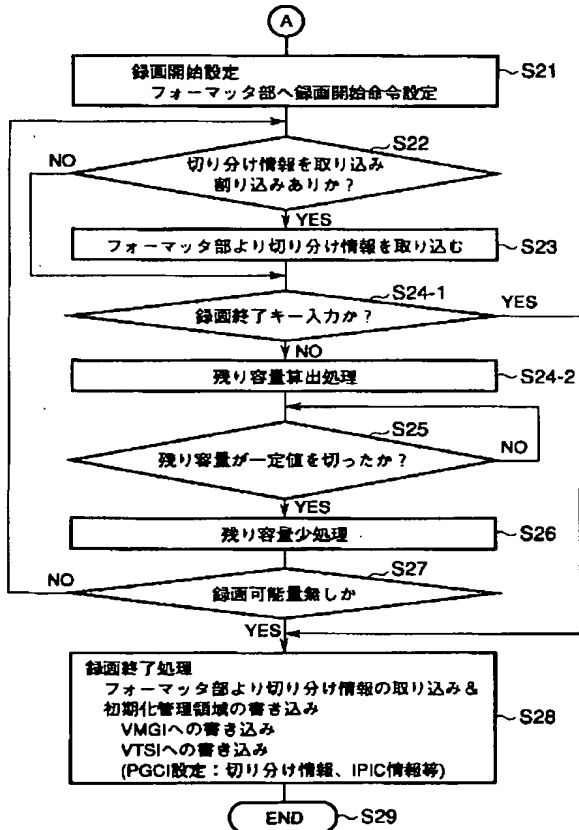 A
録画開始設定
フォーマッタ部へ録画開始命令設定
S21
S22
NO
切り分け情報を取り込み
割り込みありか？
YES
フォーマッタ部より切り分け情報を取り込む
S23
S24-1
YES
録画終了キー入力か？
NO
残り容量算出処理
S24-2
S25
残り容量が一定値を切ったか？
NO
YES
残り容量少処理
S26
S27
NO
録画可能量無しか
YES
録画終了処理
フォーマッタ部より切り分け情報の取り込み＆
初期化管理領域の書き込み
VMGIへの書き込み
VTSIへの書き込み
(PGCI設定：切り分け情報、IPIC情報等)
S28
END
S29